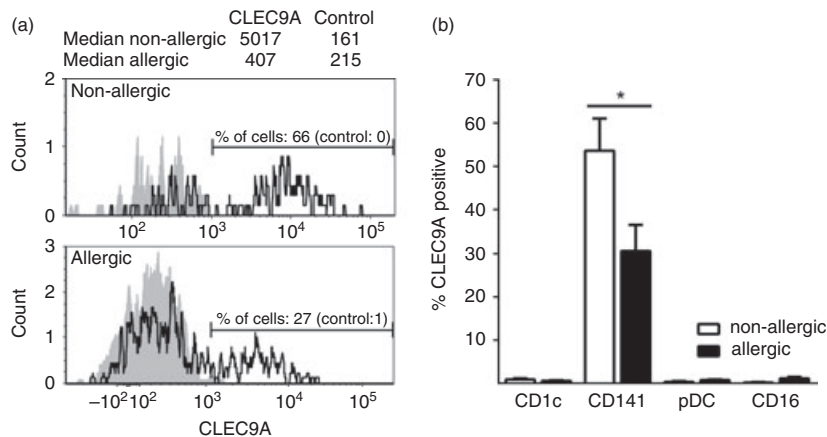 (a)
CLEC9A Control
Median non-allergic 5017 161
Median allergic 407 215
2
Non-allergic
% of cells: 66 (control: 0)
Count
1
0
10² 10³ 10⁴ 10⁵
3
Allergic
2
% of cells: 27 (control:1)
Count
1
0
−10² 10² 10³ 10⁴ 10⁵
CLEC9A
(b)
70
*
60
50
40
% CLEC9A positive
30
20
10
non-allergic
allergic
CD1c CD141 pDC CD16